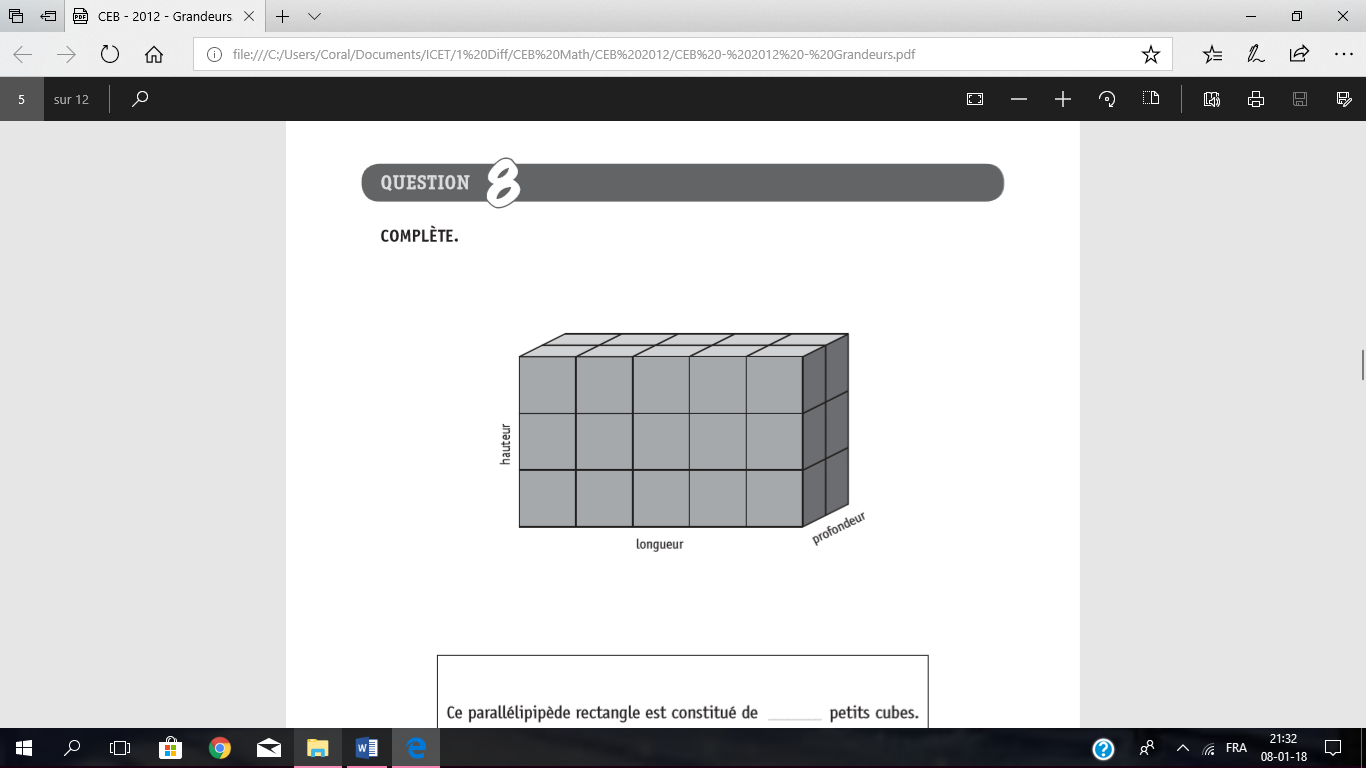 CEB - 2012 - Grandeurs
file:///C:/Users/Coral/Documents/ICET/1%20Diff/CEB%20Math/CEB%202012/CEB%20-%202012%20-%20Grandeurs.pdf
5 sur 12
QUESTION 8
COMPLÈTE.
hauteur
longueur
profondeur
Ce parallélipipède rectangle est constitué de petits cubes.
FRA
21:32
08-01-18